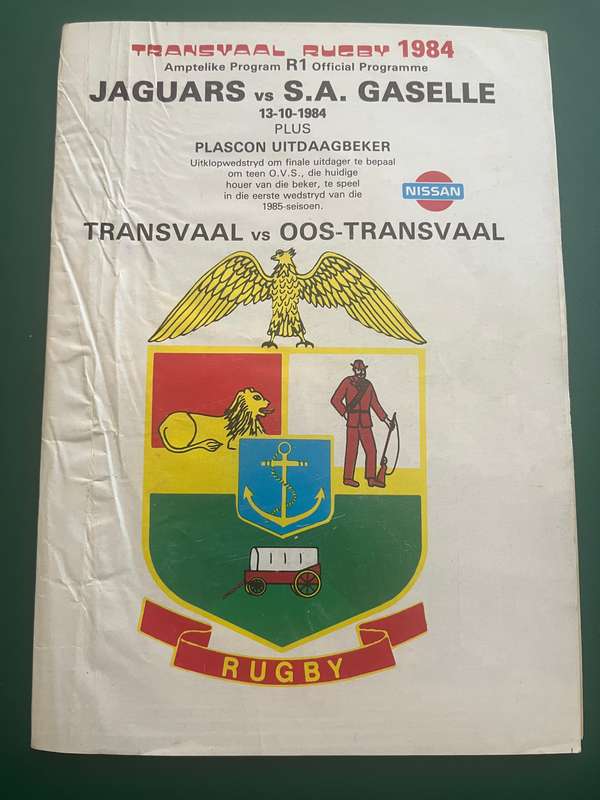 TRANSVAAL RUGBY 1984
Amptelike Program R1 Official Programme
JAGUARS vs S.A. GASELLE
13-10-1984
PLUS
PLASCON UITDAAGBEKER
Uitklopwedstryd om finale uitdager te bepaal
om teen O.V.S., die huidige
houer van die beker, te speel
in die eerste wedstryd van die
1985-seisoen.
NISSAN
TRANSVAAL vs OOS-TRANSVAAL
RUGBY